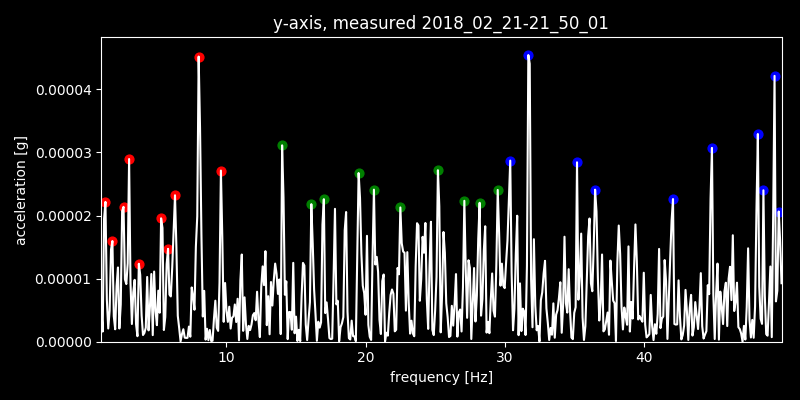 y-axis, measured 2018_02_21-21_50_01
acceleration [g]
0.00004
0.00003
0.00002
0.00001
0.00000
10 20 30 40
frequency [Hz]